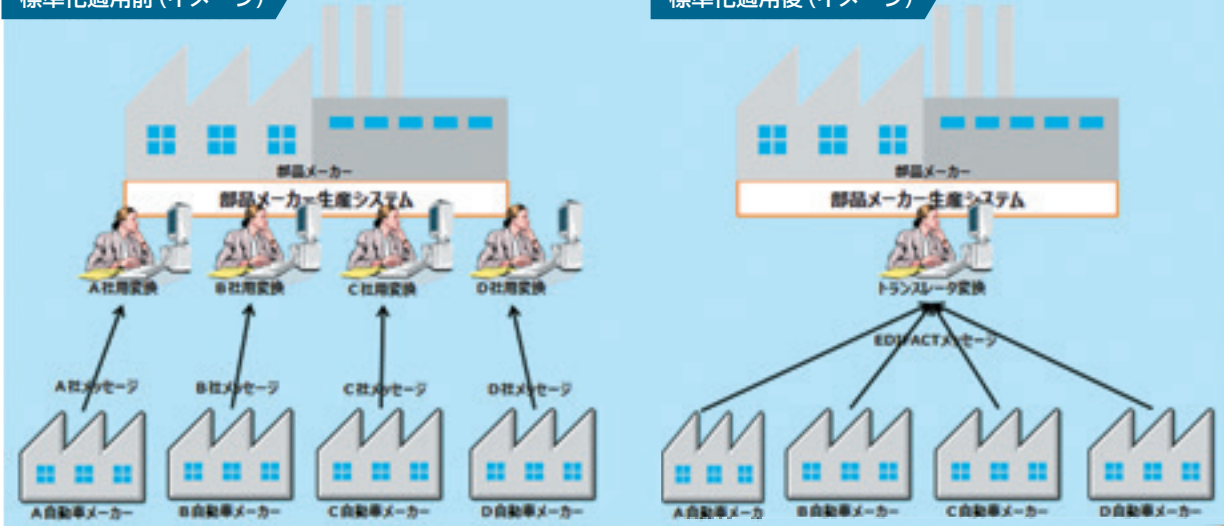 標準化適用前(イメージ)
部品メーカー
部品メーカー生産システム
A社用変換
B社用変換
C社用変換
D社用変換
A社メッセージ
B社メッセージ
C社メッセージ
D社メッセージ
A自動車メーカー
B自動車メーカー
C自動車メーカー
D自動車メーカー
標準化適用後(イメージ)
部品メーカー
部品メーカー生産システム
トランスレータ変換
EDIFACTメッセージ
A自動車メーカ
B自動車メーカー
C自動車メーカー
D自動車メーカー